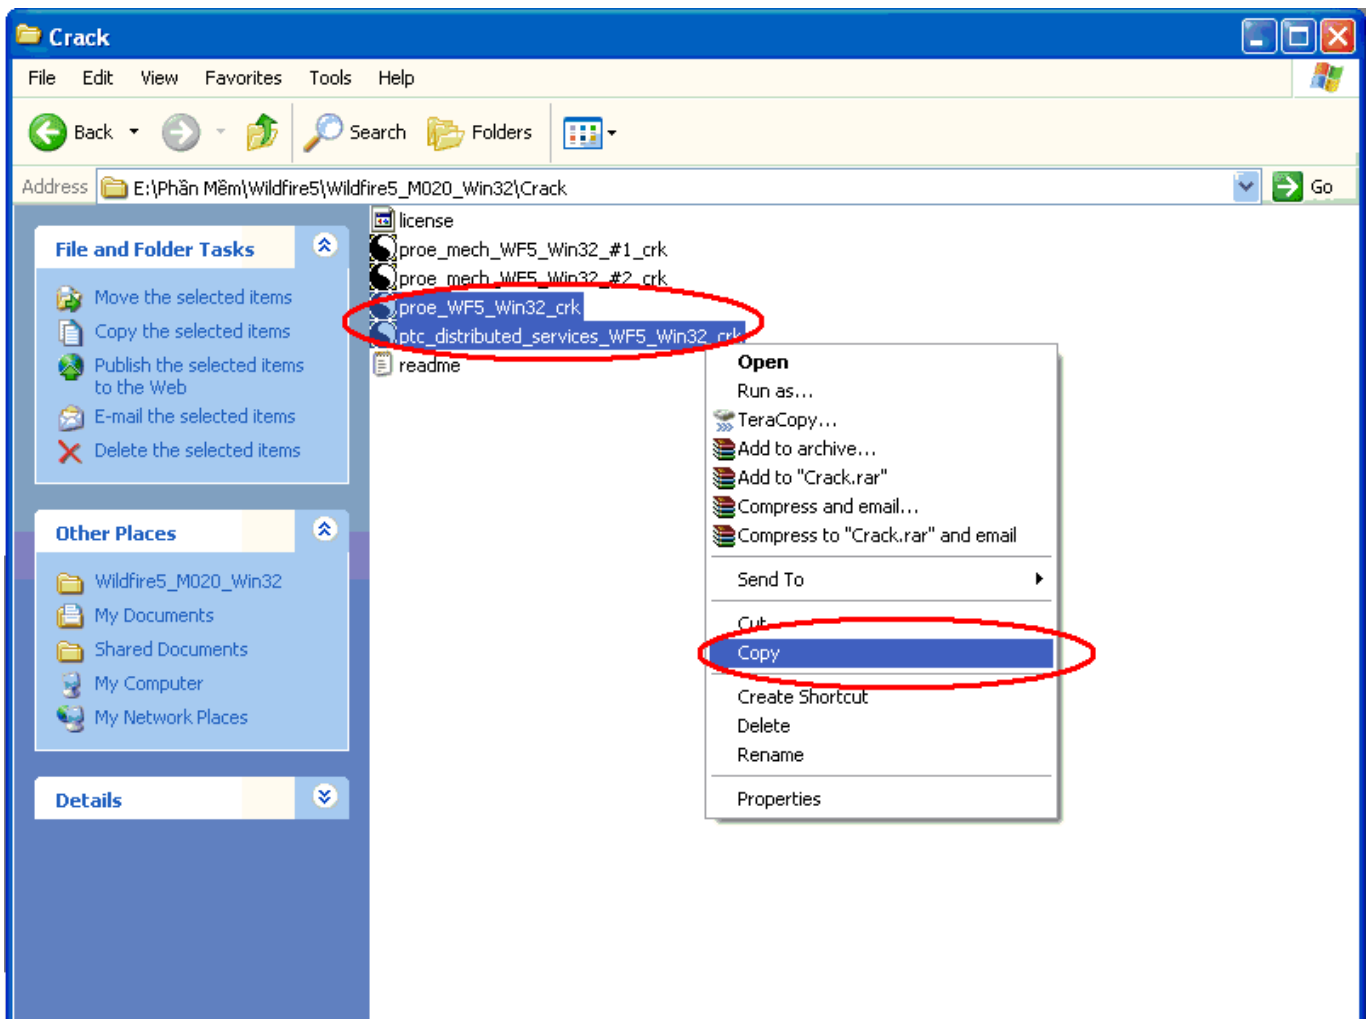 Crack
File Edit View Favorites Tools Help
Back Search Folders
Address E:\Phần Mềm\Wildfire5\Wildfire5_M020_Win32\Crack Go
File and Folder Tasks
Move the selected items
Copy the selected items
Publish the selected items
to the Web
E-mail the selected items
Delete the selected items
Other Places
Wildfire5_M020_Win32
My Documents
Shared Documents
My Computer
My Network Places
Details
license
proe_mech_WF5_Win32_#1_crk
proe_mech_WF5_Win32_#2_crk
proe_WF5_Win32_crk
ptc_distributed_services_WF5_Win32_crk
readme
Open
Run as...
TeraCopy...
Add to archive...
Add to "Crack.rar"
Compress and email...
Compress to "Crack.rar" and email
Send To
Cut
Copy
Create Shortcut
Delete
Rename
Properties